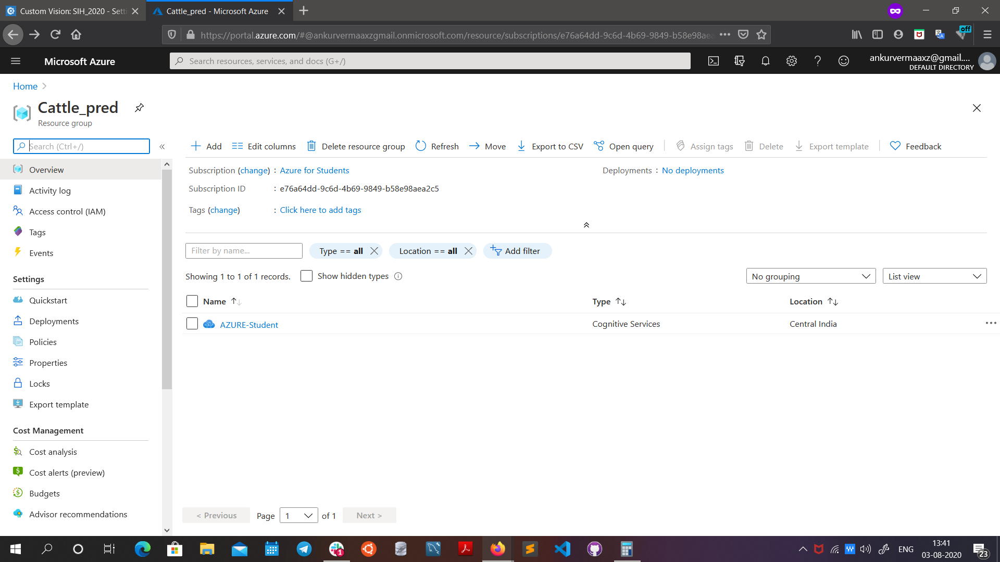 Custom Vision: SIH_2020 - Setti
Cattle_pred - Microsoft Azure
https://portal.azure.com/#@ankurvermaaxzgmail.onmicrosoft.com/resource/subscriptions/e76a64dd-9c6d-4b69-9849-b58e98aea
off
Microsoft Azure
Search resources, services, and docs (G+/)
ankurvermaaxz@gmail....
DEFAULT DIRECTORY
Home
Cattle_pred
Resource group
Search (Ctrl+/)
Add
Edit columns
Delete resource group
Refresh
Move
Export to CSV
Open query
Assign tags
Delete
Export template
Feedback
Overview
Activity log
Access control (IAM)
Tags
Events
Settings
Quickstart
Deployments
Policies
Properties
Locks
Export template
Cost Management
Cost analysis
Cost alerts (preview)
Budgets
Advisor recommendations
Subscription (change) : Azure for Students
Deployments : No deployments
Subscription ID : e76a64dd-9c6d-4b69-9849-b58e98aea2c5
Tags (change) : Click here to add tags
Filter by name...
Type == all
Location == all
Add filter
Showing 1 to 1 of 1 records.
Show hidden types
No grouping
List view
Name
Type
Location
AZURE-Student
Cognitive Services
Central India
< Previous
Page 1 of 1
Next >
1
ENG
13:41
03-08-2020
23